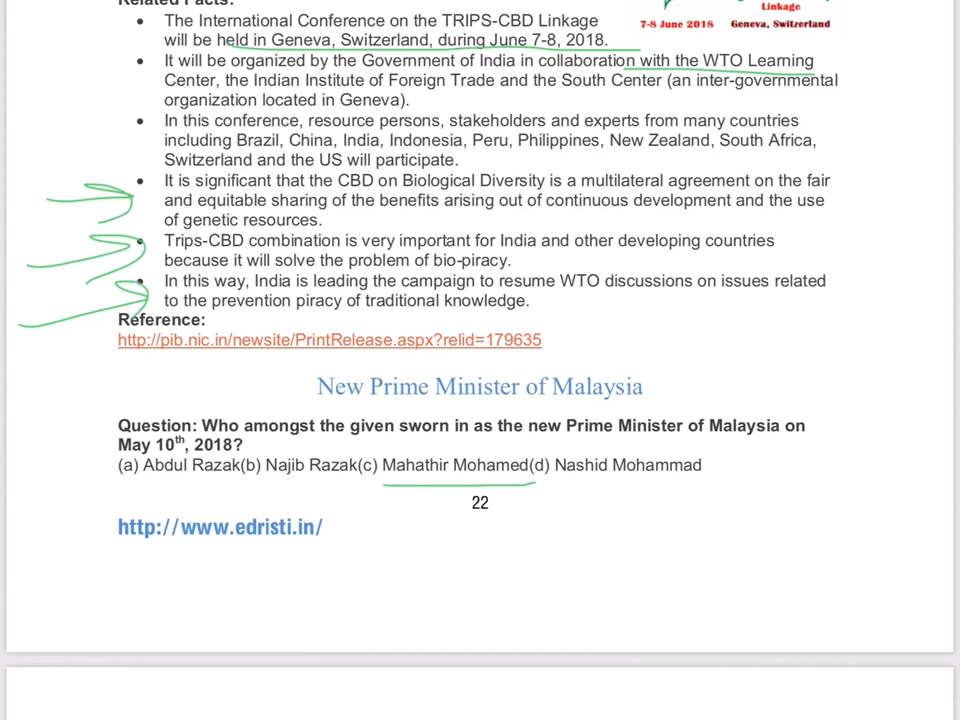 Related Facts:
Linkage
7-8 June 2018 Geneva, Switzerland
• The International Conference on the TRIPS-CBD Linkage
will be held in Geneva, Switzerland, during June 7-8, 2018.
• It will be organized by the Government of India in collaboration with the WTO Learning
Center, the Indian Institute of Foreign Trade and the South Center (an inter-governmental
organization located in Geneva).
• In this conference, resource persons, stakeholders and experts from many countries
including Brazil, China, India, Indonesia, Peru, Philippines, New Zealand, South Africa,
Switzerland and the US will participate.
• It is significant that the CBD on Biological Diversity is a multilateral agreement on the fair
and equitable sharing of the benefits arising out of continuous development and the use
of genetic resources.
• Trips-CBD combination is very important for India and other developing countries
because it will solve the problem of bio-piracy.
• In this way, India is leading the campaign to resume WTO discussions on issues related
to the prevention piracy of traditional knowledge.
Reference:
http://pib.nic.in/newsite/PrintRelease.aspx?relid=179635
New Prime Minister of Malaysia
Question: Who amongst the given sworn in as the new Prime Minister of Malaysia on
May 10th, 2018?
(a) Abdul Razak(b) Najib Razak(c) Mahathir Mohamed(d) Nashid Mohammad
22
http://www.edristi.in/